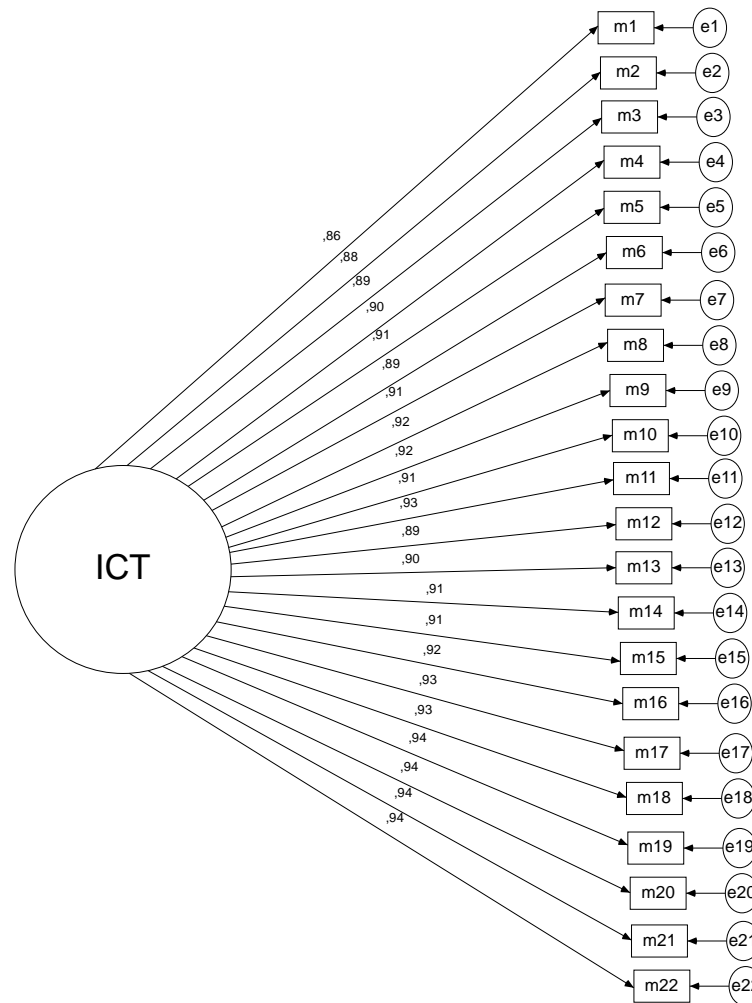 m1 e1
m2 e2
m3 e3
m4 e4
m5 e5
m6 e6
m7 e7
m8 e8
m9 e9
m10 e10
m11 e11
m12 e12
m13 e13
m14 e14
m15 e15
m16 e16
m17 e17
m18 e18
m19 e19
m20 e20
m21 e21
m22
,86
,88
,89
,90
,91
,89
,91
,92
,92
,91
,93
,89
,90
,91
,91
,92
,93
,93
,94
,94
,94
,94
ICT